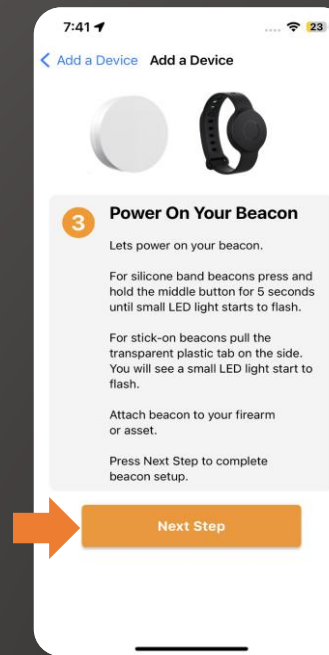 7:41
23
Add a Device Add a Device
3
Power On Your Beacon
Lets power on your beacon.
For silicone band beacons press and
hold the middle button for 5 seconds
until small LED light starts to flash.
For stick-on beacons pull the
transparent plastic tab on the side.
You will see a small LED light start to
flash.
Attach beacon to your firearm
or asset.
Press Next Step to complete
beacon setup.
Next Step